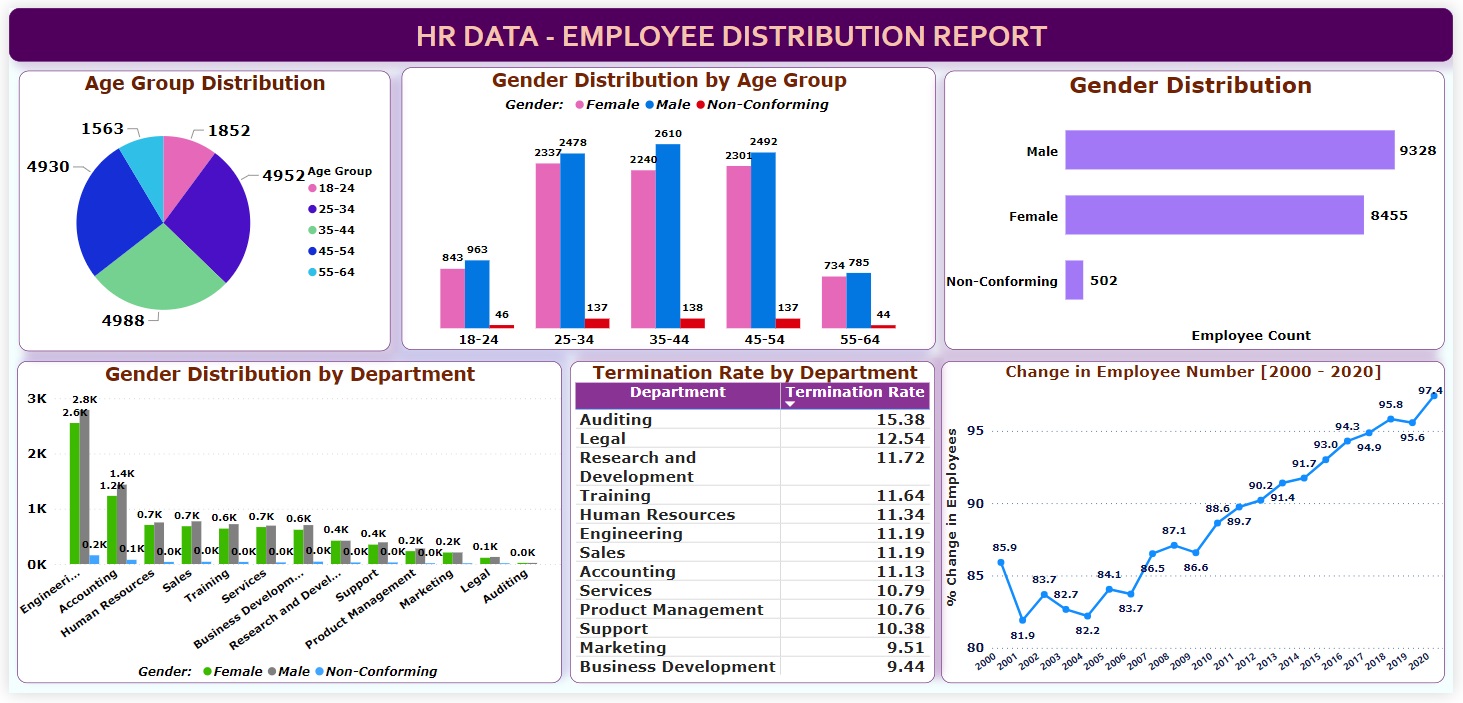 HR DATA - EMPLOYEE DISTRIBUTION REPORT
Age Group Distribution
1563
1852
4930
4952
4988
Age Group
18-24
25-34
35-44
45-54
55-64
Gender Distribution by Age Group
Gender: Female Male Non-Conforming
843 963 46
2337 2478 137
2240 2610 138
2301 2492 137
734 785 44
18-24 25-34 35-44 45-54 55-64
Gender Distribution
Male 9328
Female 8455
Non-Conforming 502
Employee Count
Gender Distribution by Department
3K
2K
1K
0K
2.6K 2.8K 0.2K
1.2K 1.4K 0.1K
0.7K 0.0K
0.7K 0.0K
0.6K 0.0K
0.7K 0.0K
0.6K 0.0K
0.4K 0.0K
0.4K 0.0K
0.2K 0.0K
0.2K
0.1K
0.0K
Engineeri...
Accounting
Human Resources
Sales
Training
Services
Business Developm...
Research and Devel...
Support
Product Management
Marketing
Legal
Auditing
Gender: Female Male Non-Conforming
Termination Rate by Department
Department Termination Rate
Auditing 15.38
Legal 12.54
Research and 11.72
Development
Training 11.64
Human Resources 11.34
Engineering 11.19
Sales 11.19
Accounting 11.13
Services 10.79
Product Management 10.76
Support 10.38
Marketing 9.51
Business Development 9.44
Change in Employee Number [2000 - 2020]
% Change in Employees
95
90
85
80
85.9
81.9
83.7
82.7
82.2
84.1
83.7
86.5
87.1
86.6
88.6
89.7
90.2
91.4
91.7
93.0
94.3
94.9
95.8
95.6
97.4
2000 2001 2002 2003 2004 2005 2006 2007 2008 2009 2010 2011 2012 2013 2014 2015 2016 2017 2018 2019 2020